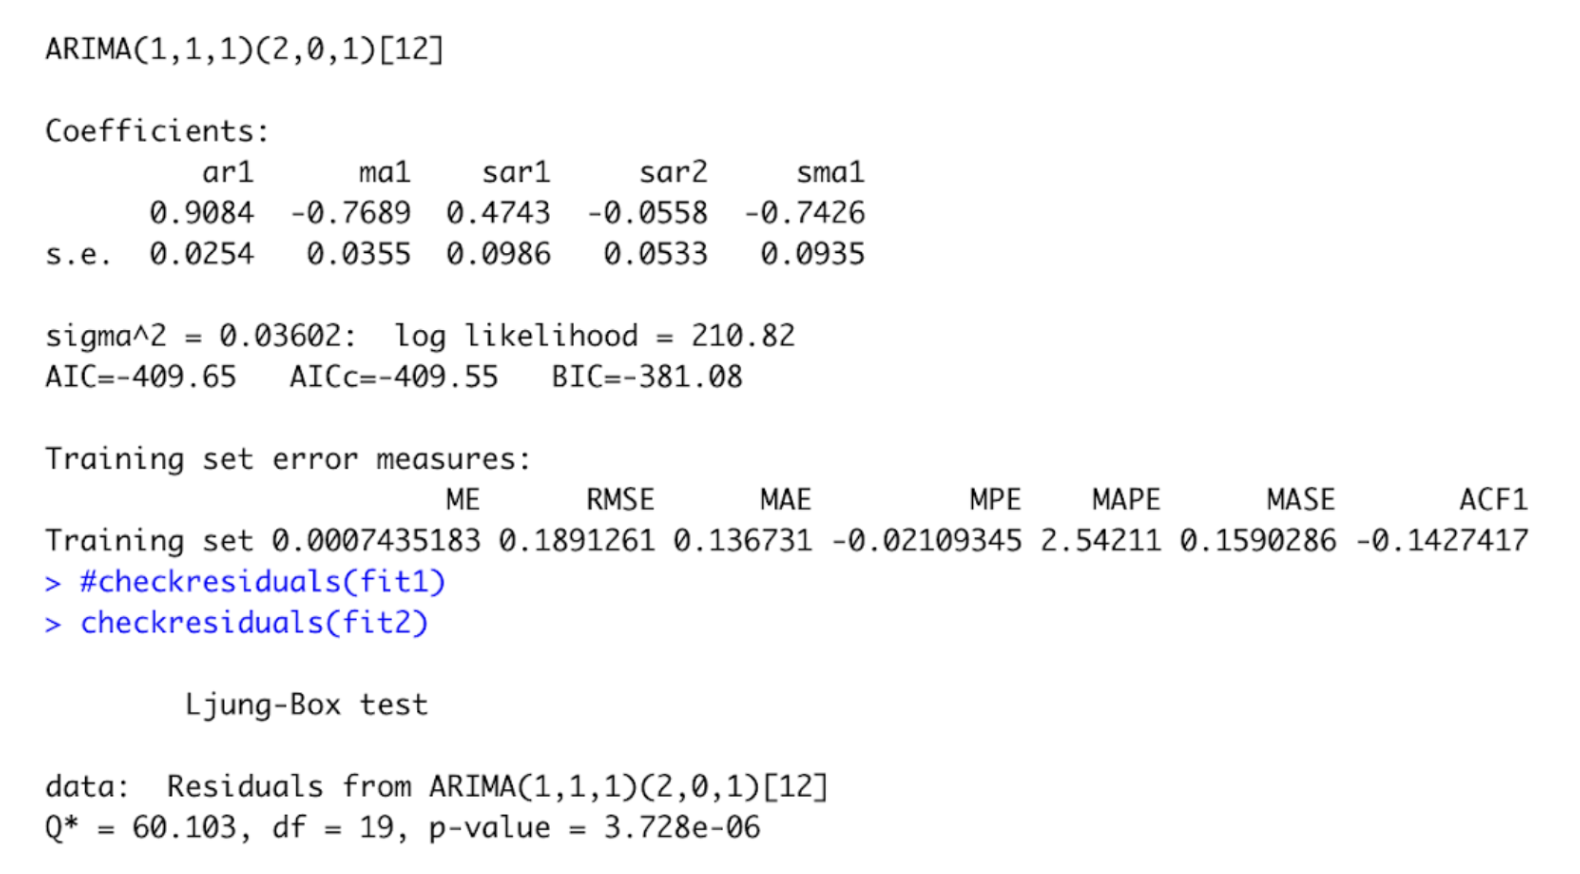 ARIMA(1,1,1)(2,0,1)[12]
Coefficients:
ar1 ma1 sar1 sar2 sma1
0.9084 -0.7689 0.4743 -0.0558 -0.7426
s.e. 0.0254 0.0355 0.0986 0.0533 0.0935
sigma^2 = 0.03602: log likelihood = 210.82
AIC=-409.65 AICc=-409.55 BIC=-381.08
Training set error measures:
ME RMSE MAE MPE MAPE MASE ACF1
Training set 0.0007435183 0.1891261 0.136731 -0.02109345 2.54211 0.1590286 -0.1427417
> #checkresiduals(fit1)
> checkresiduals(fit2)
Ljung-Box test
data: Residuals from ARIMA(1,1,1)(2,0,1)[12]
Q* = 60.103, df = 19, p-value = 3.728e-06